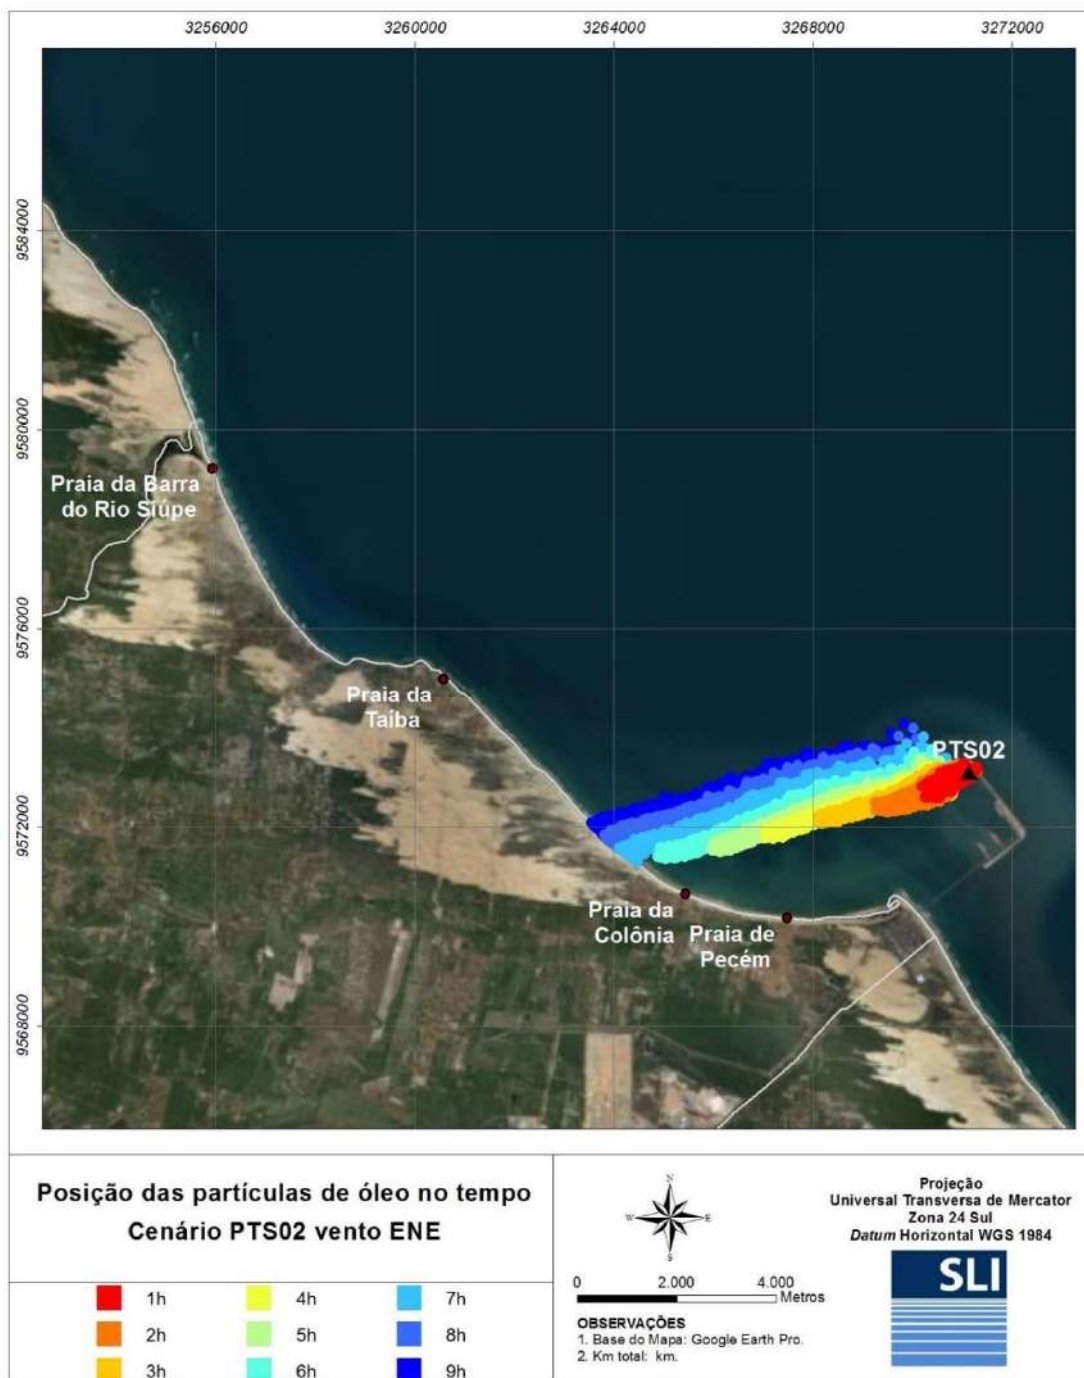 3256000 3260000 3264000 3268000 3272000
9584000
9580000
Praia da Barra
do Rio Siúpe
9576000
Praia da
Taíba
PTS02
9572000
Praia da
Colônia
Praia de
Pecém
9568000
Posição das partículas de óleo no tempo
Cenário PTS02 vento ENE
1h 4h 7h
2h 5h 8h
3h 6h 9h
N
W E
S
0 2.000 4.000
Metros
OBSERVAÇÕES
1. Base do Mapa: Google Earth Pro.
2. Km total: km.
Projeção
Universal Transversa de Mercator
Zona 24 Sul
Datum Horizontal WGS 1984
SLI